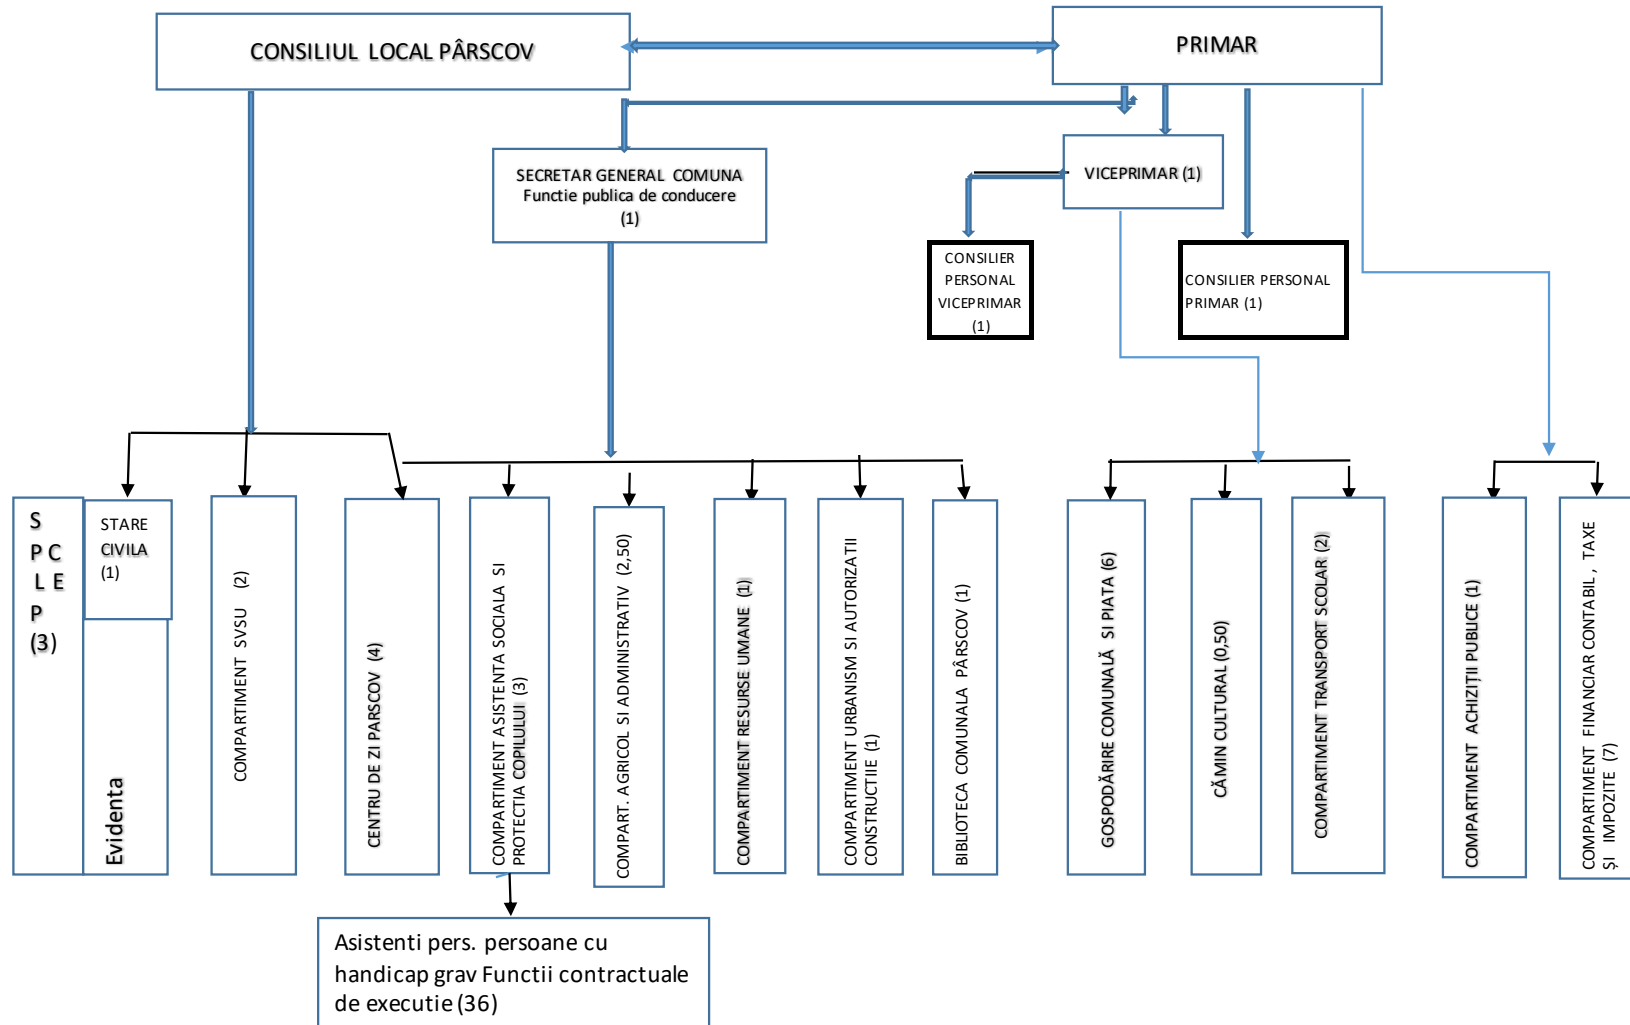 CONSILIUL LOCAL PÂRSCOV
PRIMAR
SECRETAR GENERAL COMUNA
Functie publica de conducere
(1)
VICEPRIMAR (1)
CONSILIER
PERSONAL
VICEPRIMAR
(1)
CONSILIER PERSONAL
PRIMAR (1)
S
P C
L E
P
(3)
STARE
CIVILA
(1)
Evidenta
COMPARTIMENT SVSU (2)
CENTRU DE ZI PARSCOV (4)
COMPARTIMENT ASISTENTA SOCIALA SI
PROTECTIA COPILULUI (3)
COMPART. AGRICOL SI ADMINISTRATIV (2,50)
COMPARTIMENT RESURSE UMANE (1)
COMPARTIMENT URBANISM SI AUTORIZATII
CONSTRUCTIIE (1)
BIBLIOTECA COMUNALA PÂRSCOV (1)
GOSPODĂRIRE COMUNALĂ SI PIATA (6)
CĂMIN CULTURAL (0,50)
COMPARTIMENT TRANSPORT SCOLAR (2)
COMPARTIMENT ACHIZIȚII PUBLICE (1)
COMPARTIMENT FINANCIAR CONTABIL , TAXE
ȘI IMPOZITE (7)
Asistenti pers. persoane cu
handicap grav Functii contractuale
de executie (36)